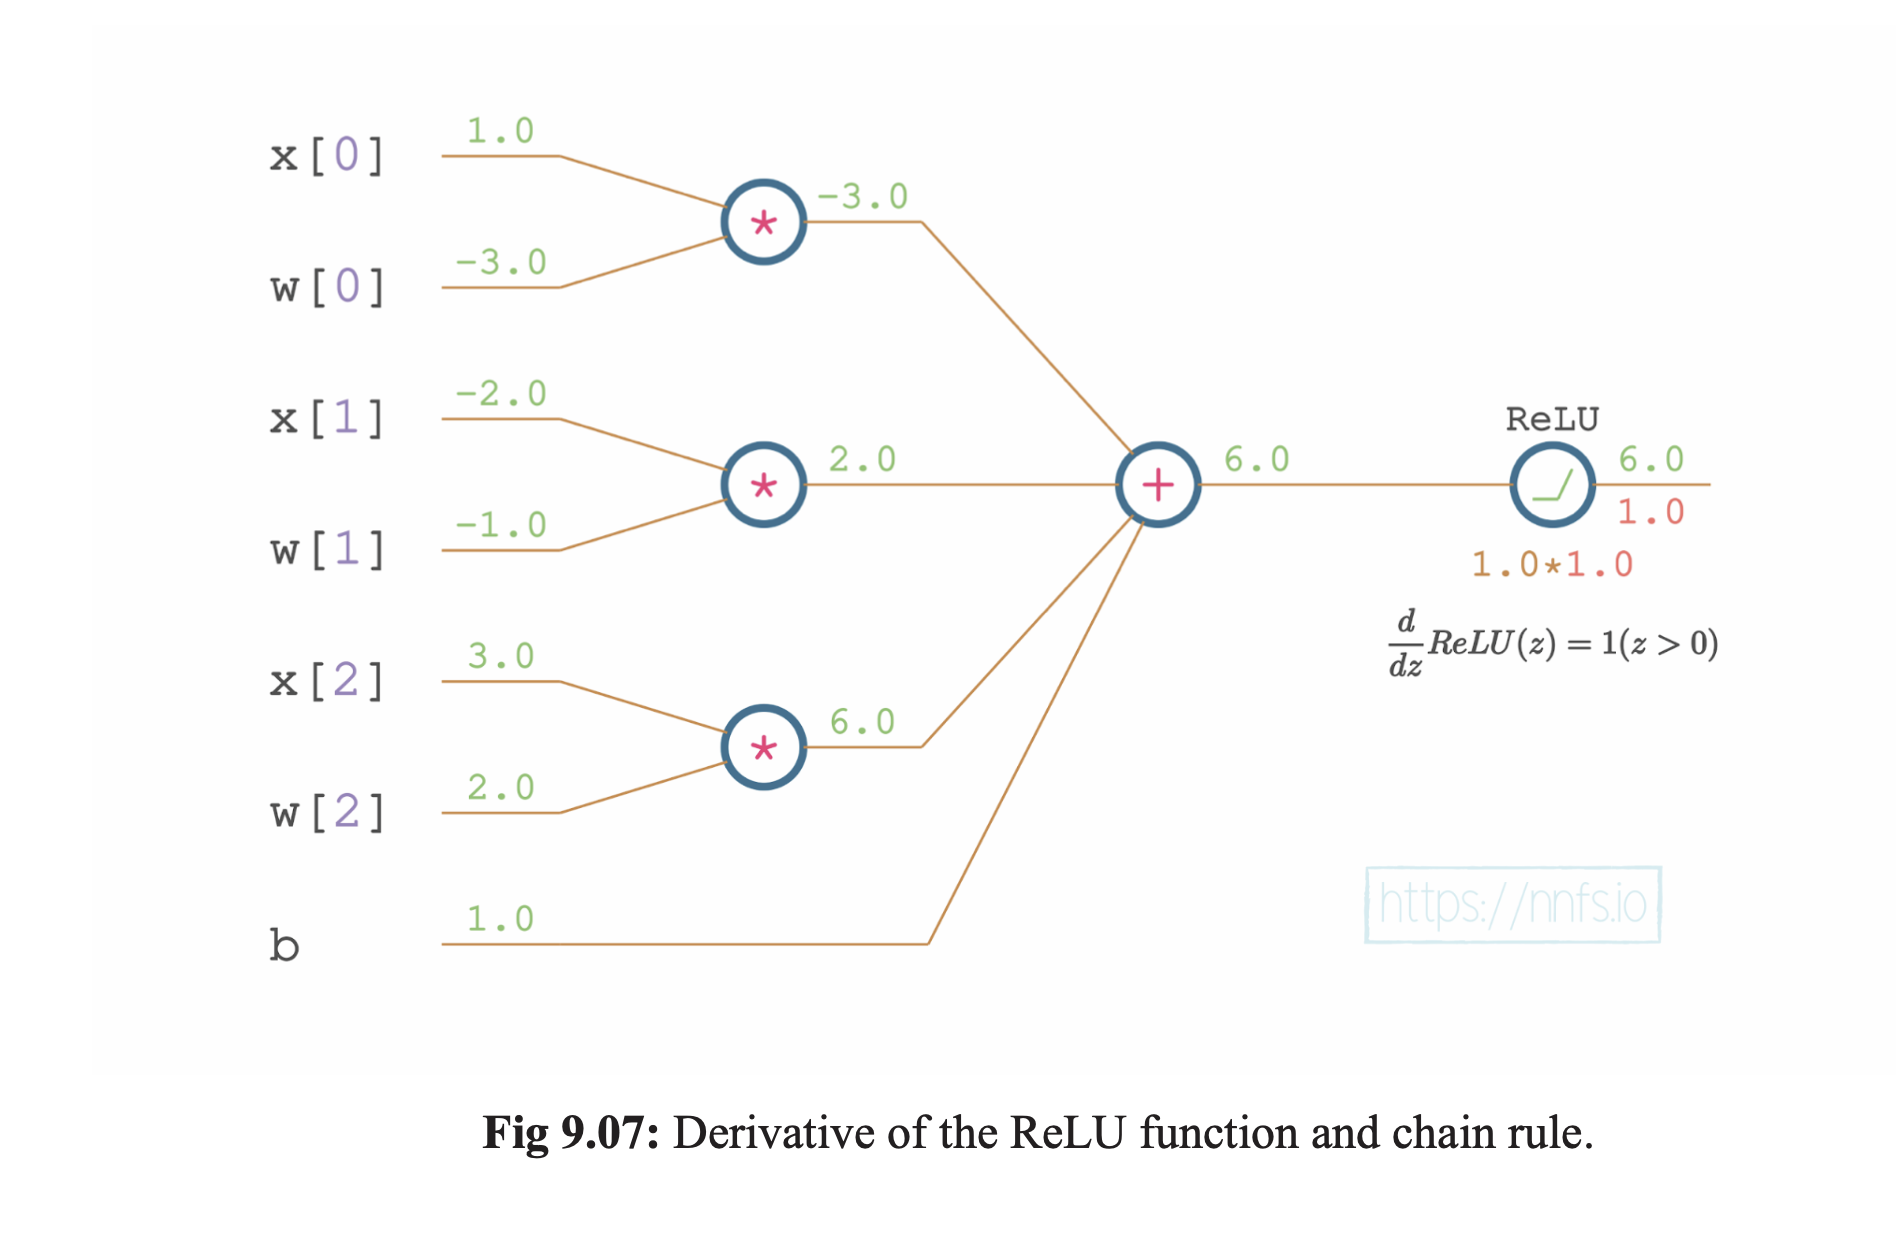 x[0] 1.0
-3.0
w[0] -3.0
*
x[1] -2.0
2.0
w[1] -1.0
*
x[2] 3.0
6.0
w[2] 2.0
*
b 1.0
+
6.0
ReLU
6.0
1.0
1.0*1.0
d/dz ReLU(z) = 1(z > 0)
https://nnfs.io
Fig 9.07: Derivative of the ReLU function and chain rule.